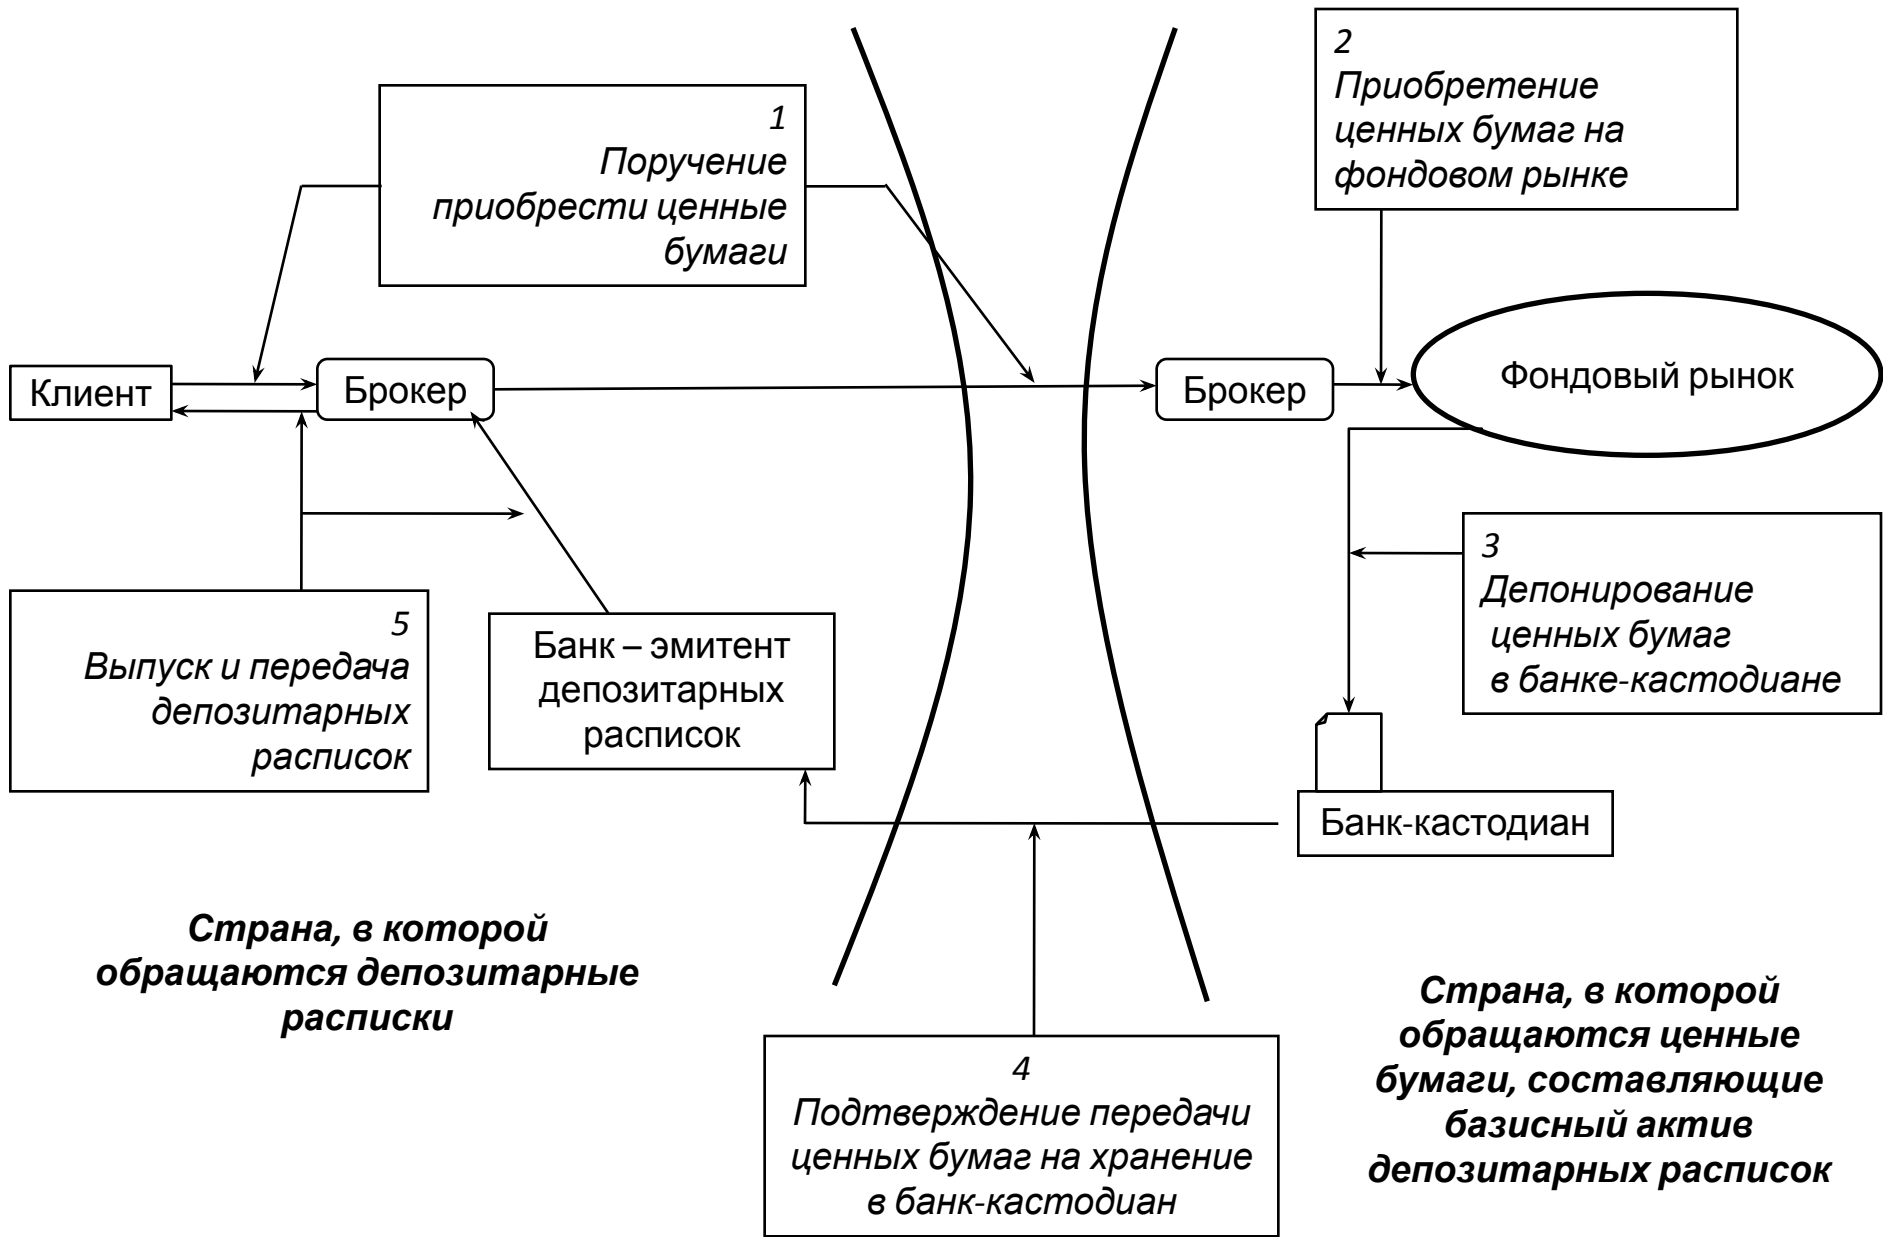 1
Поручение
приобрести ценные
бумаги
2
Приобретение
ценных бумаг на
фондовом рынке
Клиент
Брокер
Брокер
Фондовый рынок
3
Депонирование
ценных бумаг
в банке-кастодиане
5
Выпуск и передача
депозитарных
расписок
Банк – эмитент
депозитарных
расписок
Банк-кастодиан
Страна, в которой
обращаются депозитарные
расписки
4
Подтверждение передачи
ценных бумаг на хранение
в банк-кастодиан
Страна, в которой
обращаются ценные
бумаги, составляющие
базисный актив
депозитарных расписок